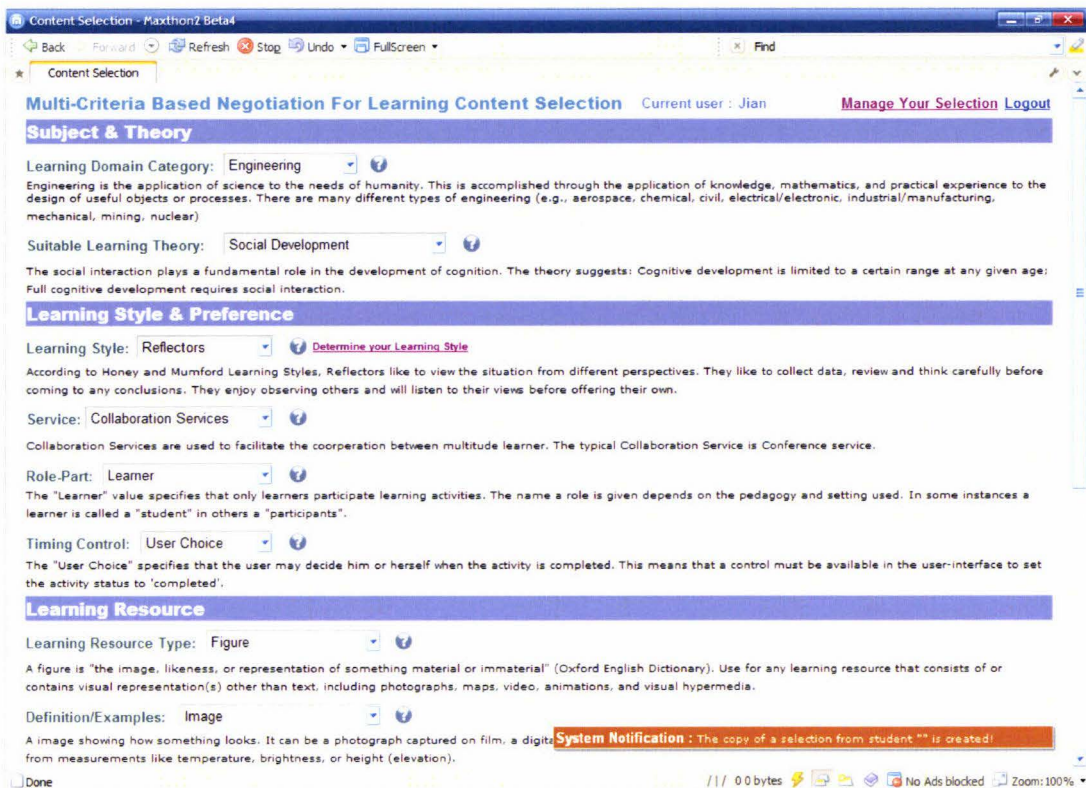 Content Selection - Maxthon2 Beta4
Back Forward Refresh Stop Undo FullScreen Find
Content Selection
Multi-Criteria Based Negotiation For Learning Content Selection Current user : Jian Manage Your Selection Logout
Subject & Theory
Learning Domain Category: Engineering
Engineering is the application of science to the needs of humanity. This is accomplished through the application of knowledge, mathematics, and practical experience to the
design of useful objects or processes. There are many different types of engineering (e.g., aerospace, chemical, civil, electrical/electronic, industrial/manufacturing,
mechanical, mining, nuclear)
Suitable Learning Theory: Social Development
The social interaction plays a fundamental role in the development of cognition. The theory suggests: Cognitive development is limited to a certain range at any given age;
Full cognitive development requires social interaction.
Learning Style & Preference
Learning Style: Reflectors Determine your Learning Style
According to Honey and Mumford Learning Styles, Reflectors like to view the situation from different perspectives. They like to collect data, review and think carefully before
coming to any conclusions. They enjoy observing others and will listen to their views before offering their own.
Service: Collaboration Services
Collaboration Services are used to facilitate the coorperation between multitude learner. The typical Collaboration Service is Conference service.
Role-Part: Learner
The "Learner" value specifies that only learners participate learning activities. The name a role is given depends on the pedagogy and setting used. In some instances a
learner is called a "student" in others a "participants".
Timing Control: User Choice
The "User Choice" specifies that the user may decide him or herself when the activity is completed. This means that a control must be available in the user-interface to set
the activity status to 'completed'.
Learning Resource
Learning Resource Type: Figure
A figure is "the image, likeness, or representation of something material or immaterial" (Oxford English Dictionary). Use for any learning resource that consists of or
contains visual representation(s) other than text, including photographs, maps, video, animations, and visual hypermedia.
Definition/Examples: Image
A image showing how something looks. It can be a photograph captured on film, a digita System Notification : The copy of a selection from student "" is created!
from measurements like temperature, brightness, or height (elevation).
Done /1/ 0 0 bytes No Ads blocked Zoom: 100%